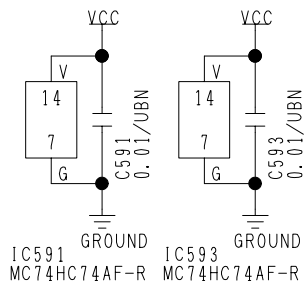 VCC
V
14
7
G
C591
0.01/UBN
GROUND
IC591
MC74HC74AF-R
VCC
V
14
7
G
C593
0.01/UBN
GROUND
IC593
MC74HC74AF-R